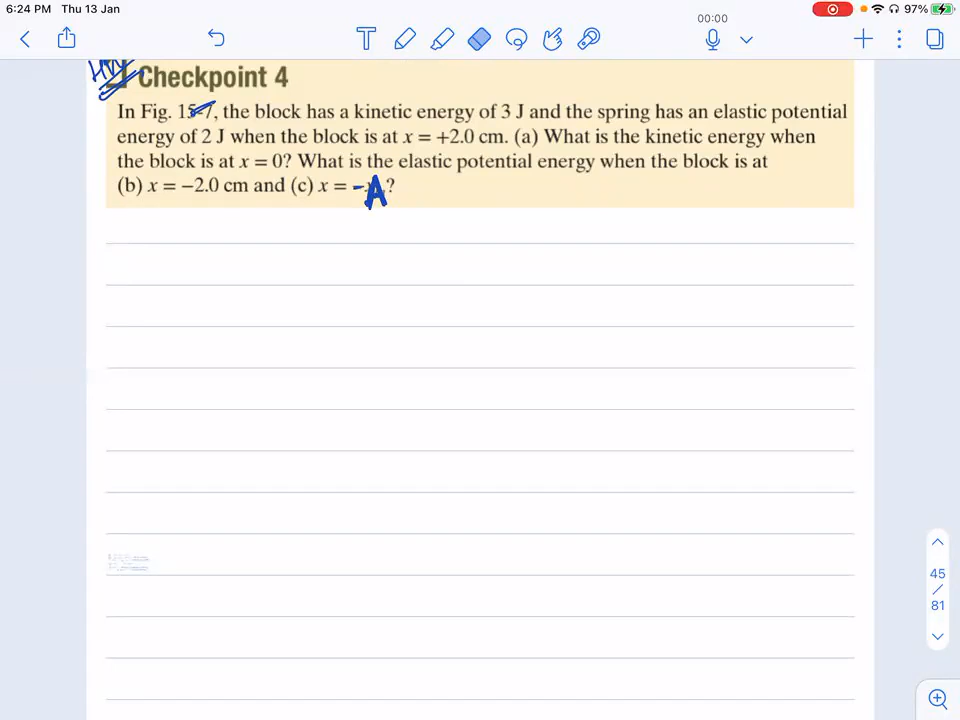 6:24 PM Thu 13 Jan
97%
00:00
T
Checkpoint 4
In Fig. 15-7, the block has a kinetic energy of 3 J and the spring has an elastic potential
energy of 2 J when the block is at x = +2.0 cm. (a) What is the kinetic energy when
the block is at x = 0? What is the elastic potential energy when the block is at
(b) x = −2.0 cm and (c) x = -A?
45
/
81